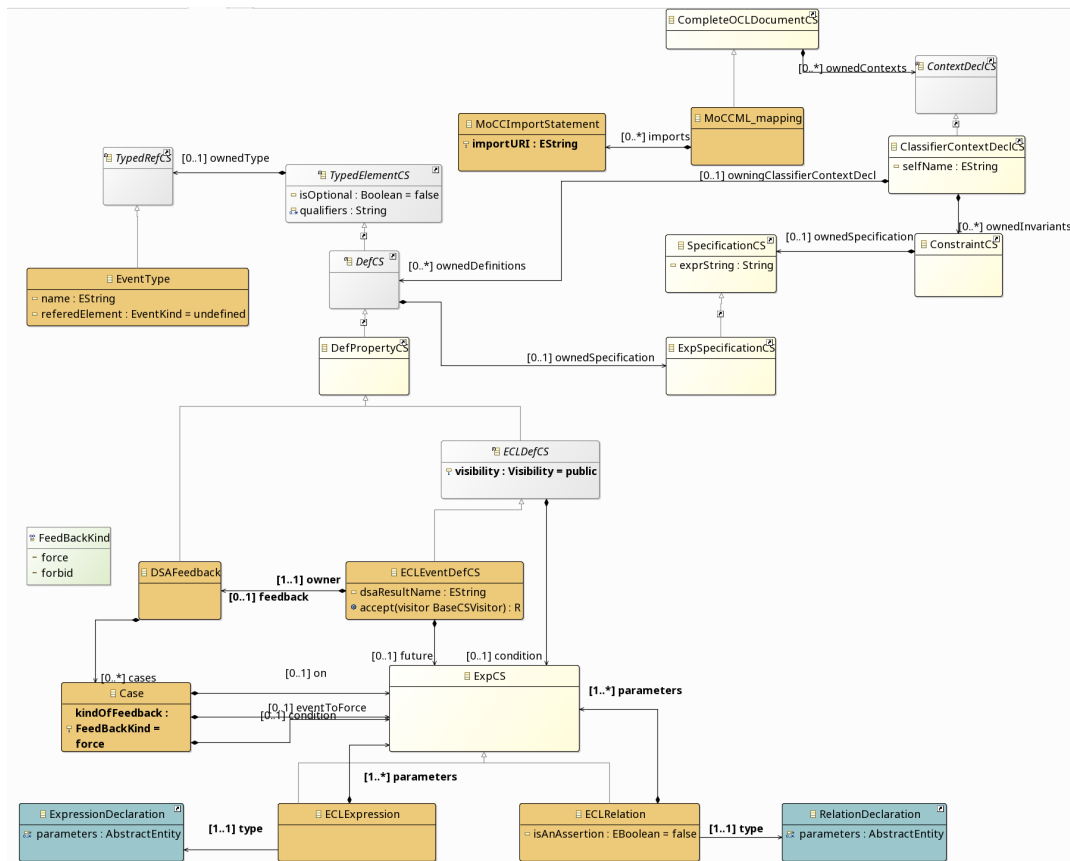 CompleteOCLDocumentCS
[0..*] ownedContexts
ContextDeclCS
MoCCImportStatement
importURI : EString
[0..*] imports
MoCCML_mapping
ClassifierContextDeclCS
selfName : EString
TypedRefCS
[0..1] ownedType
TypedElementCS
isOptional : Boolean = false
qualifiers : String
[0..1] owningClassifierContextDecl
[0..*] ownedInvariants
EventType
name : EString
referedElement : EventKind = undefined
DefCS
[0..*] ownedDefinitions
SpecificationCS
exprString : String
[0..1] ownedSpecification
ConstraintCS
DefPropertyCS
[0..1] ownedSpecification
ExpSpecificationCS
ECLDefCS
visibility : Visibility = public
FeedBackKind
force
forbid
DSAFeedback
[1..1] owner
[0..1] feedback
ECLEventDefCS
dsaResultName : EString
accept(visitor BaseCSVisitor) : R
[0..1] future
[0..1] condition
[0..*] cases
Case
kindOfFeedback :
FeedBackKind =
force
[0..1] on
[0..1] eventToForce
[0..1] condition
ExpCS
[1..*] parameters
[1..*] parameters
ExpressionDeclaration
parameters : AbstractEntity
[1..1] type
ECLExpression
ECLRelation
isAnAssertion : EBoolean = false
[1..1] type
RelationDeclaration
parameters : AbstractEntity